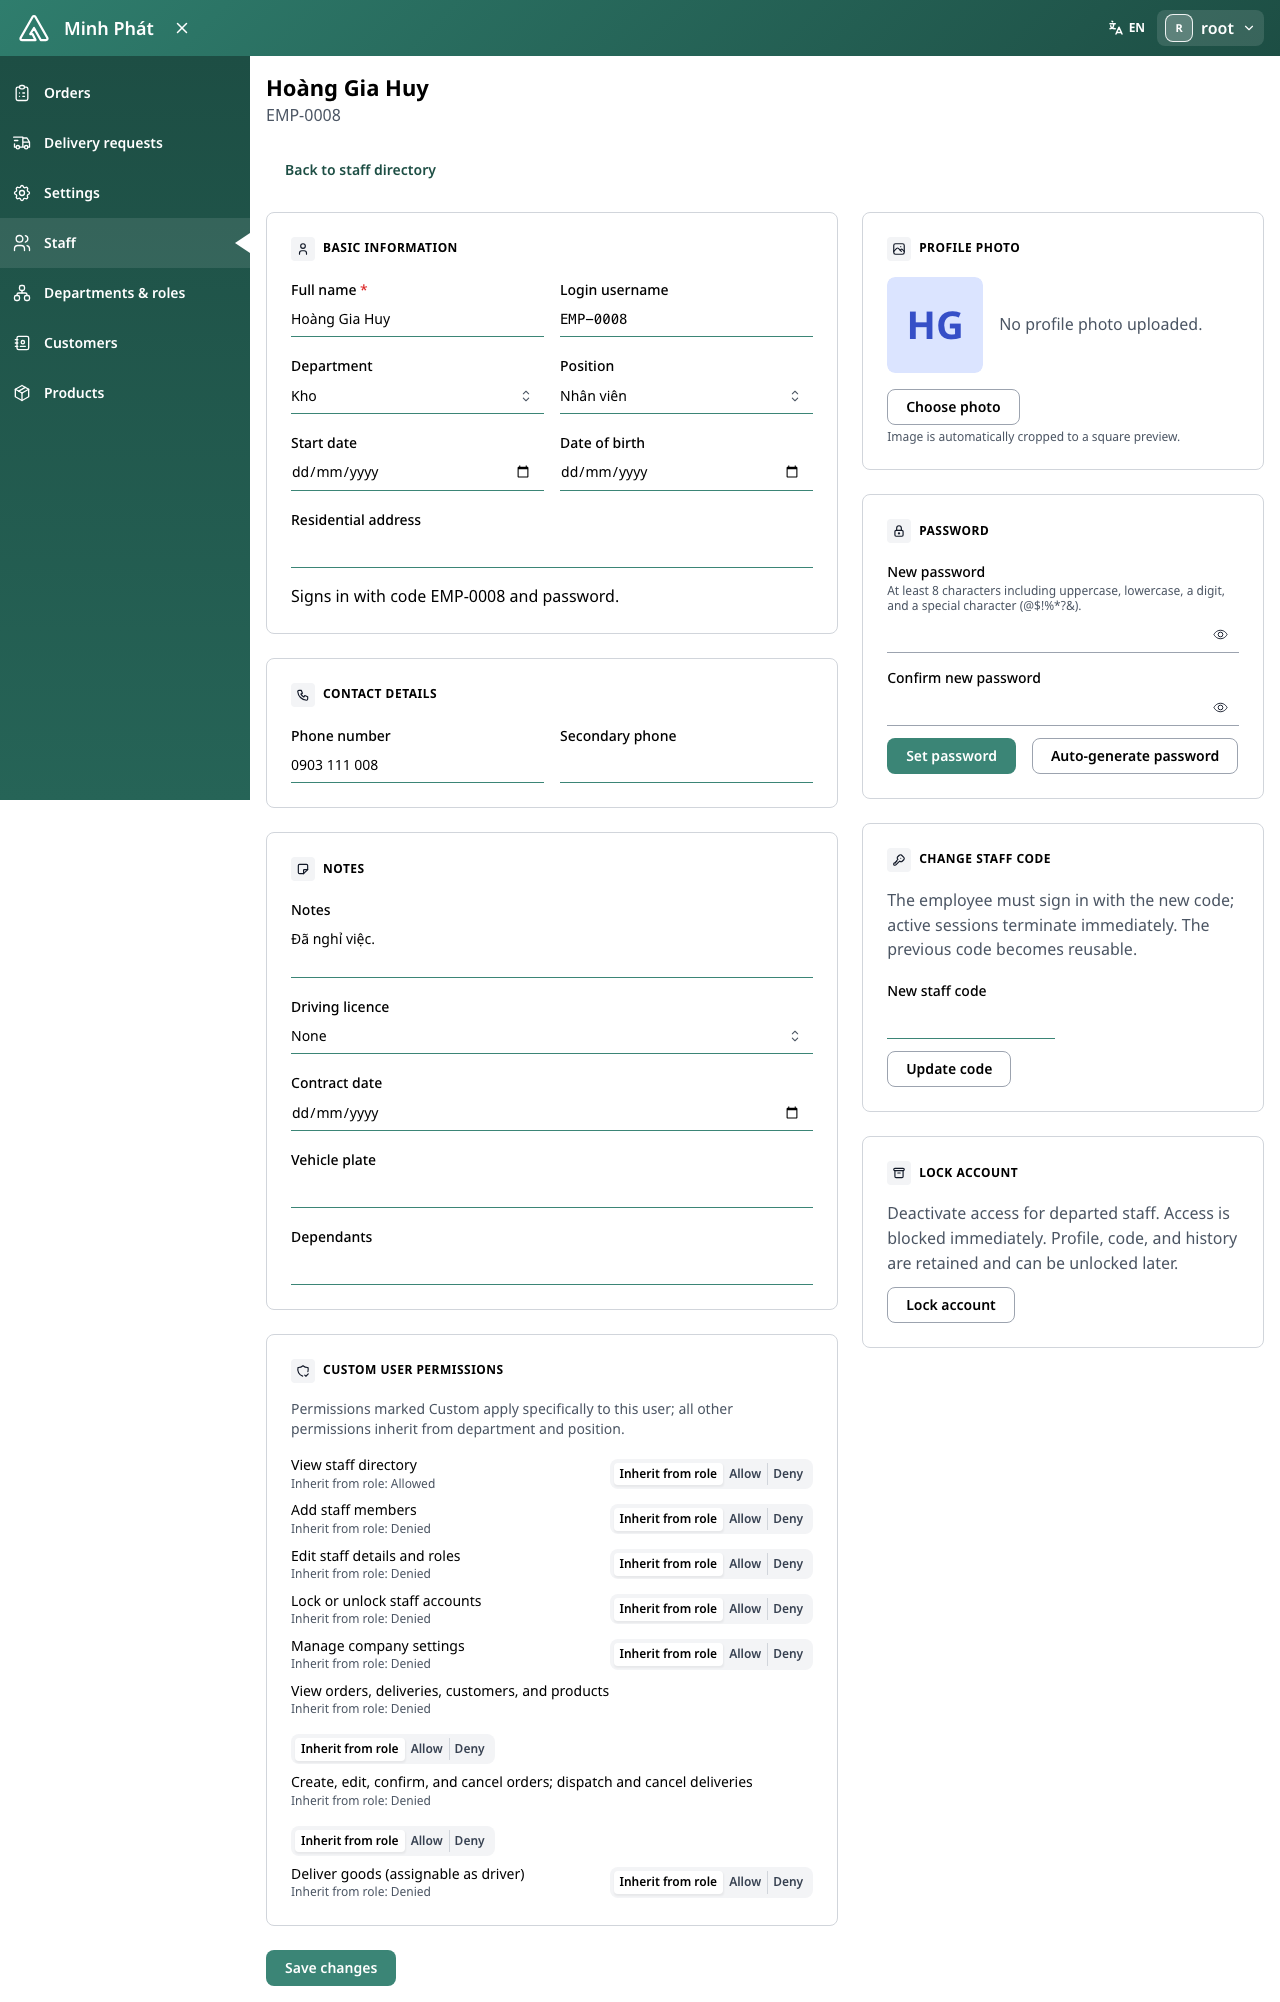 Minh Phát
EN
R
root
Orders
Delivery requests
Settings
Staff
Departments & roles
Customers
Products
Hoàng Gia Huy
EMP-0008
Back to staff directory
BASIC INFORMATION
Full name *
Login username
Hoàng Gia Huy
EMP-0008
Department
Position
Kho
Nhân viên
Start date
Date of birth
dd/mm/yyyy
dd/mm/yyyy
Residential address
Signs in with code EMP-0008 and password.
CONTACT DETAILS
Phone number
Secondary phone
0903 111 008
NOTES
Notes
Đã nghỉ việc.
Driving licence
None
Contract date
dd/mm/yyyy
Vehicle plate
Dependants
CUSTOM USER PERMISSIONS
Permissions marked Custom apply specifically to this user; all other
permissions inherit from department and position.
View staff directory
Inherit from role: Allowed
Inherit from role Allow Deny
Add staff members
Inherit from role: Denied
Inherit from role Allow Deny
Edit staff details and roles
Inherit from role: Denied
Inherit from role Allow Deny
Lock or unlock staff accounts
Inherit from role: Denied
Inherit from role Allow Deny
Manage company settings
Inherit from role: Denied
Inherit from role Allow Deny
View orders, deliveries, customers, and products
Inherit from role: Denied
Inherit from role Allow Deny
Create, edit, confirm, and cancel orders; dispatch and cancel deliveries
Inherit from role: Denied
Inherit from role Allow Deny
Deliver goods (assignable as driver)
Inherit from role: Denied
Inherit from role Allow Deny
Save changes
PROFILE PHOTO
HG
No profile photo uploaded.
Choose photo
Image is automatically cropped to a square preview.
PASSWORD
New password
At least 8 characters including uppercase, lowercase, a digit,
and a special character (@$!%*?&).
Confirm new password
Set password
Auto-generate password
CHANGE STAFF CODE
The employee must sign in with the new code;
active sessions terminate immediately. The
previous code becomes reusable.
New staff code
Update code
LOCK ACCOUNT
Deactivate access for departed staff. Access is
blocked immediately. Profile, code, and history
are retained and can be unlocked later.
Lock account